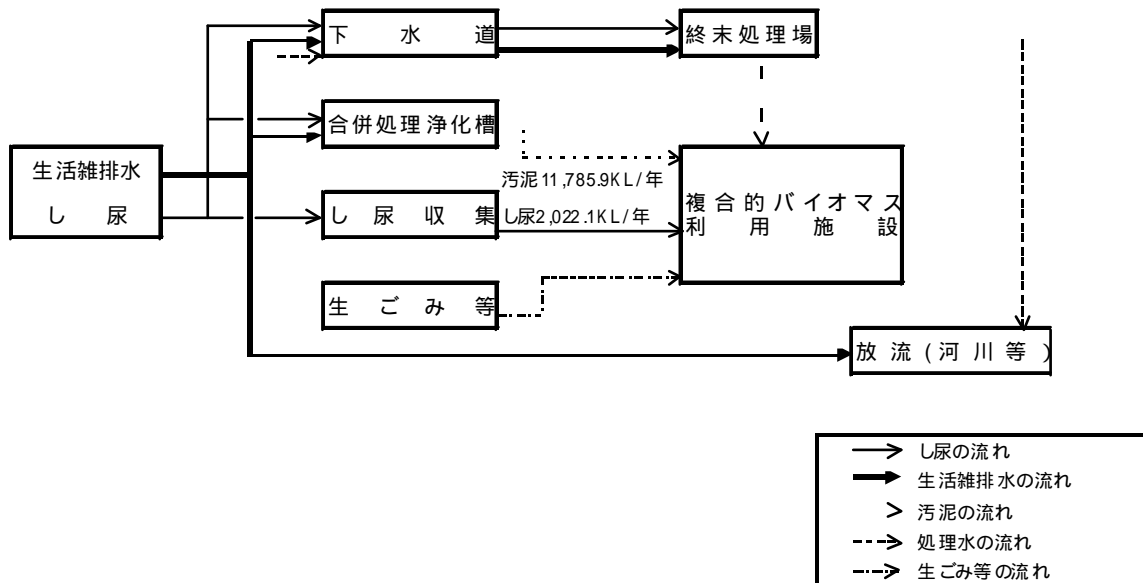 下水道
終末処理場
合併処理浄化槽
生活雑排水
し尿
汚泥11,785.9KL/年
し尿収集
し尿2,022.1KL/年
複合的バイオマス
利用施設
生ごみ等
放流(河川等)
し尿の流れ
生活雑排水の流れ
汚泥の流れ
処理水の流れ
生ごみ等の流れ